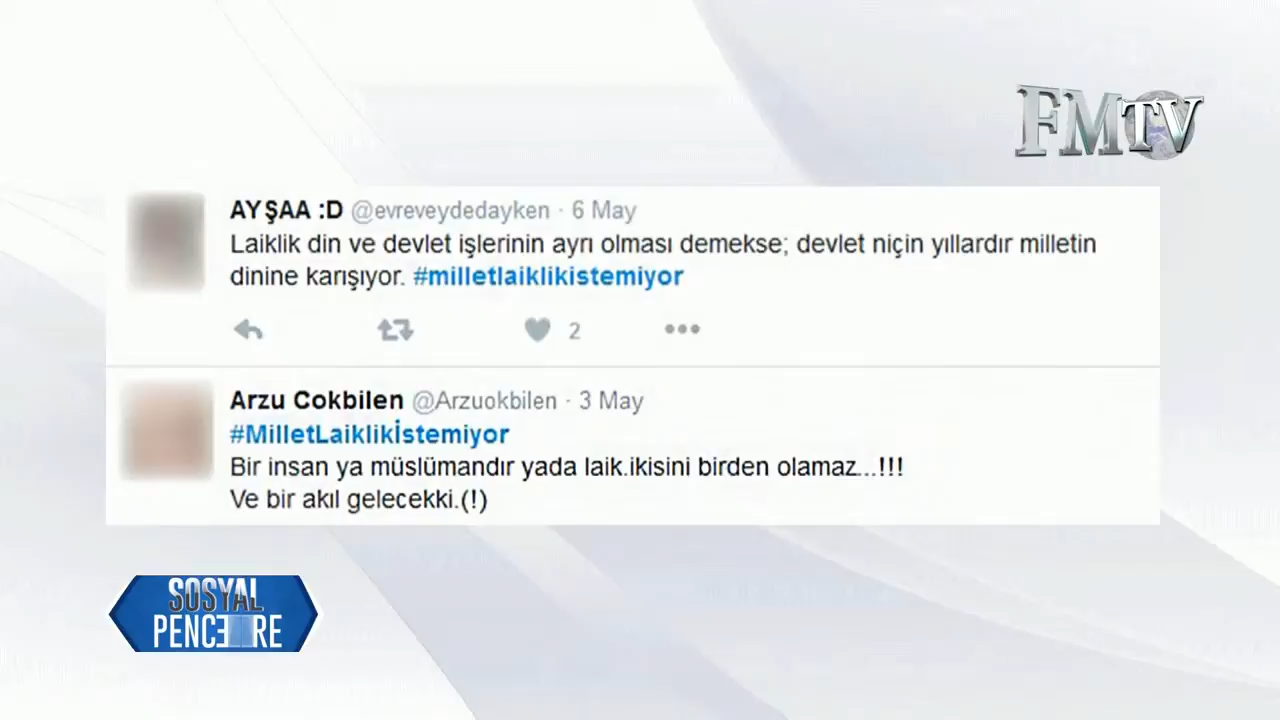 FMTV
AYŞAA :D @evreveydedayken · 6 May
Laiklik din ve devlet işlerinin ayrı olması demekse; devlet niçin yıllardır milletin
dinine karışıyor. #milletlaiklikistemiyor
2
Arzu Cokbilen @Arzuokbilen · 3 May
#MilletLaiklikİstemiyor
Bir insan ya müslümandır yada laik.ikisini birden olamaz...!!!
Ve bir akıl gelecekki.(!)
SOSYAL
PENCERE